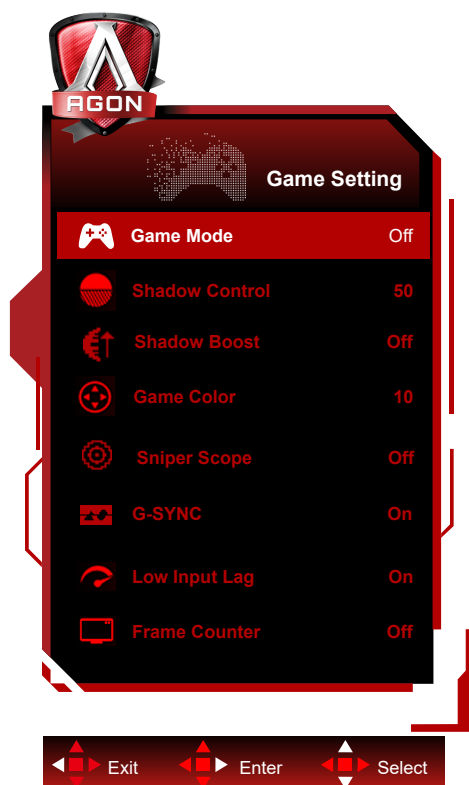 AGON
Game Setting
Game Mode Off
Shadow Control 50
Shadow Boost Off
Game Color 10
Sniper Scope Off
G-SYNC On
Low Input Lag On
Frame Counter Off
Exit Enter Select